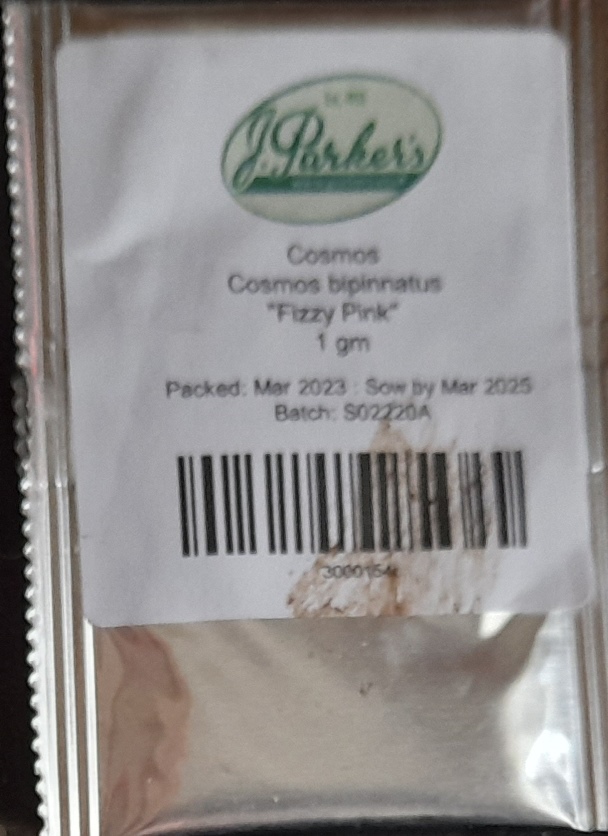 J.Parker's
Cosmos
Cosmos bipinnatus
"Fizzy Pink"
1 gm
Packed: Mar 2023 : Sow by Mar 2025
Batch: S02220A